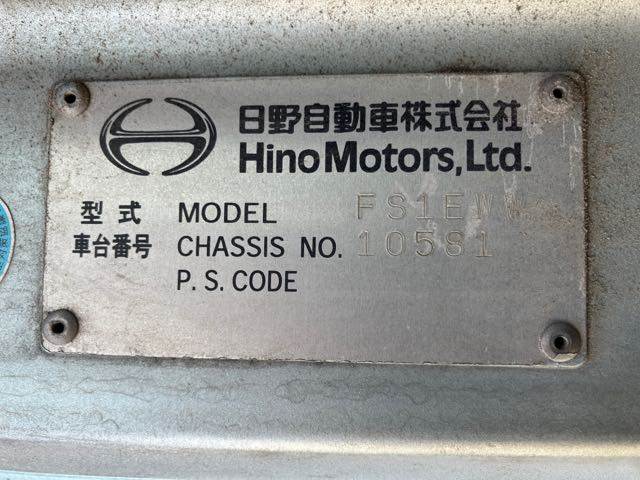 日野自動車株式会社
Hino Motors, Ltd.
型式 MODEL FS1EWW
車台番号 CHASSIS NO. 10581
P. S. CODE